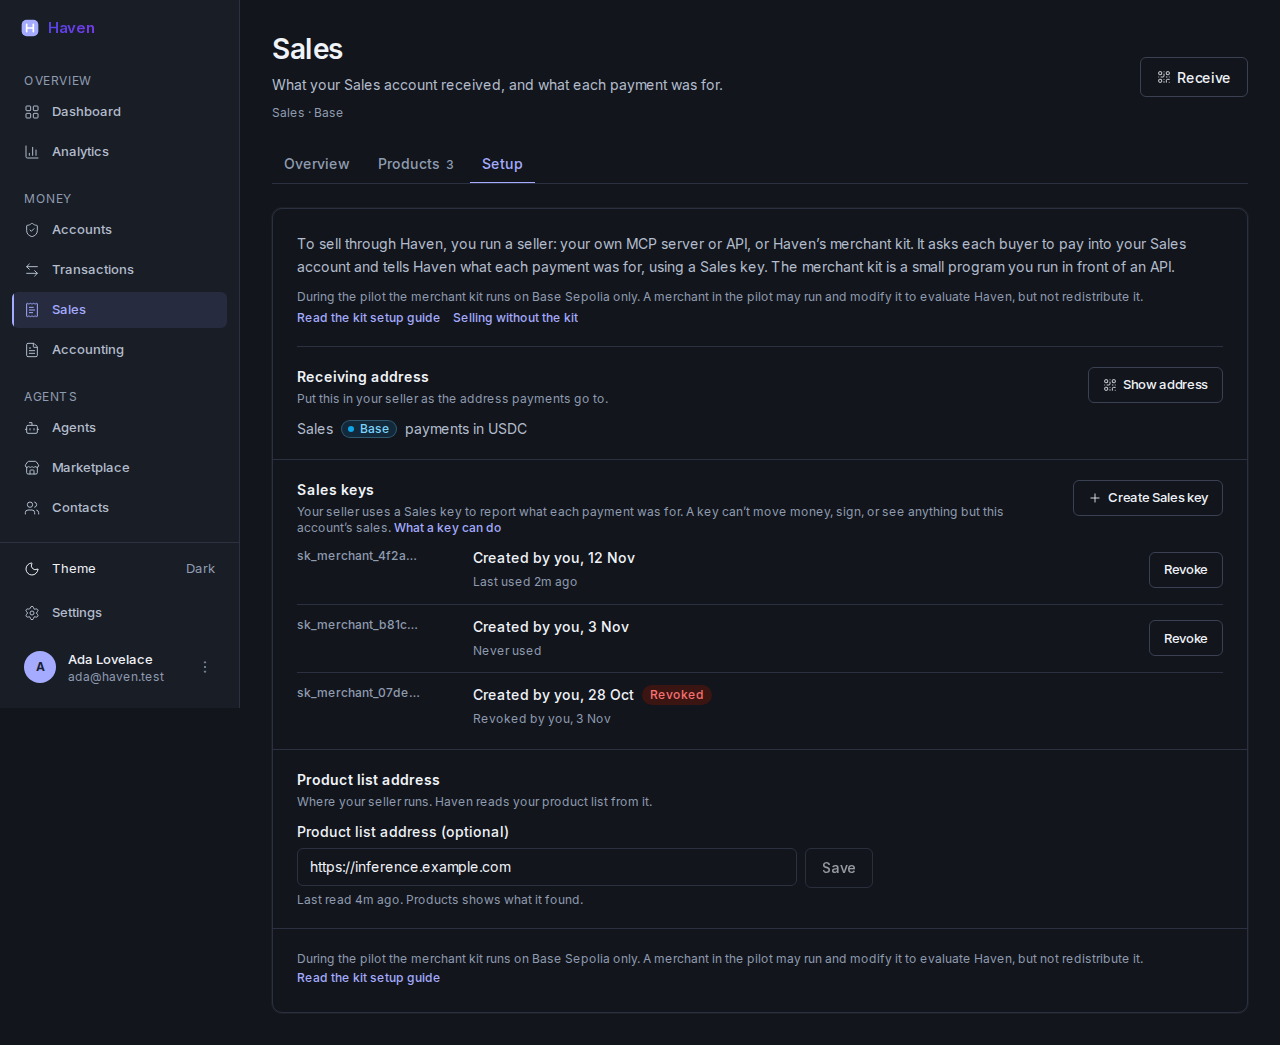 Haven
OVERVIEW
Dashboard
Analytics
MONEY
Accounts
Transactions
Sales
Accounting
AGENTS
Agents
Marketplace
Contacts
Theme Dark
Settings
A
Ada Lovelace
ada@haven.test
Sales
What your Sales account received, and what each payment was for.
Sales · Base
Receive
Overview Products 3 Setup
To sell through Haven, you run a seller: your own MCP server or API, or Haven’s merchant kit. It asks each buyer to pay into your Sales
account and tells Haven what each payment was for, using a Sales key. The merchant kit is a small program you run in front of an API.
During the pilot the merchant kit runs on Base Sepolia only. A merchant in the pilot may run and modify it to evaluate Haven, but not redistribute it.
Read the kit setup guide Selling without the kit
Receiving address
Put this in your seller as the address payments go to.
Show address
Sales Base payments in USDC
Sales keys
Your seller uses a Sales key to report what each payment was for. A key can’t move money, sign, or see anything but this
account’s sales. What a key can do
Create Sales key
sk_merchant_4f2a… Created by you, 12 Nov
Last used 2m ago
Revoke
sk_merchant_b81c… Created by you, 3 Nov
Never used
Revoke
sk_merchant_07de… Created by you, 28 Oct Revoked
Revoked by you, 3 Nov
Product list address
Where your seller runs. Haven reads your product list from it.
Product list address (optional)
https://inference.example.com Save
Last read 4m ago. Products shows what it found.
During the pilot the merchant kit runs on Base Sepolia only. A merchant in the pilot may run and modify it to evaluate Haven, but not redistribute it.
Read the kit setup guide